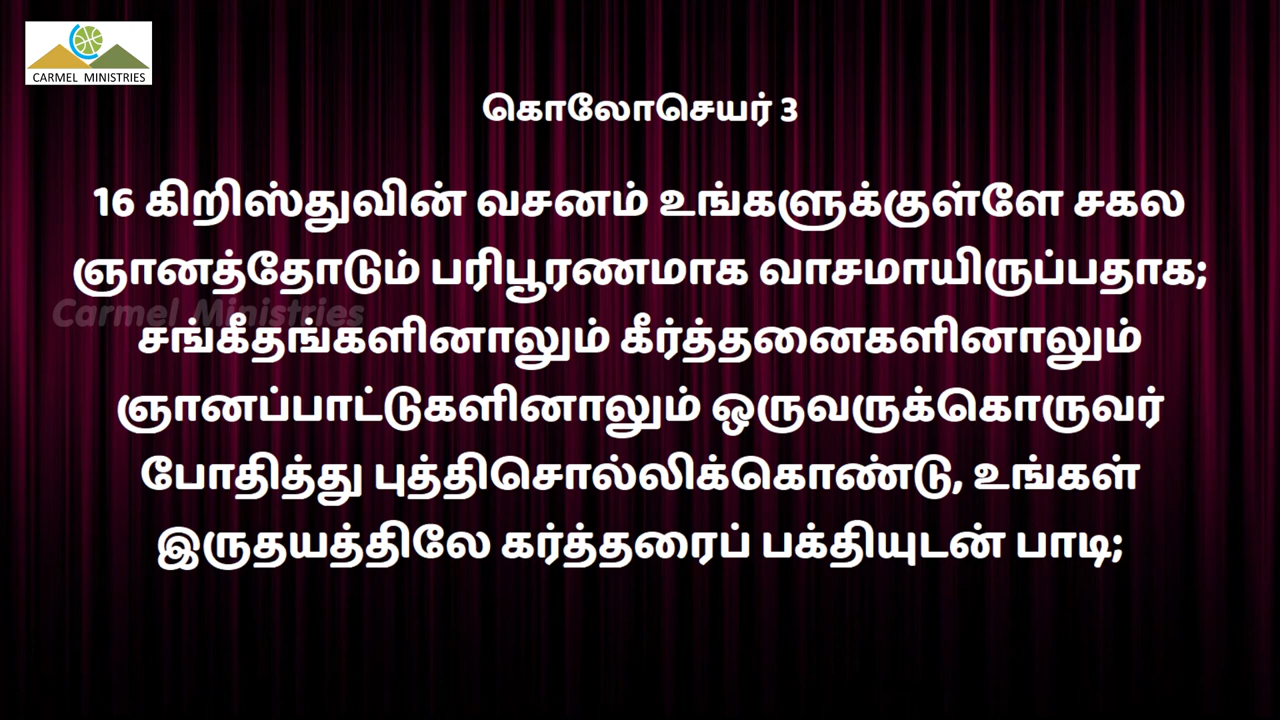 CARMEL MINISTRIES
கொலோசெயர் 3
16 கிறிஸ்துவின் வசனம் உங்களுக்குள்ளே சகல
ஞானத்தோடும் பரிபூரணமாக வாசமாயிருப்பதாக;
Carmel Ministries
சங்கீதங்களினாலும் கீர்த்தனைகளினாலும்
ஞானப்பாட்டுகளினாலும் ஒருவருக்கொருவர்
போதித்து புத்திசொல்லிக்கொண்டு, உங்கள்
இருதயத்திலே கர்த்தரைப் பக்தியுடன் பாடி;